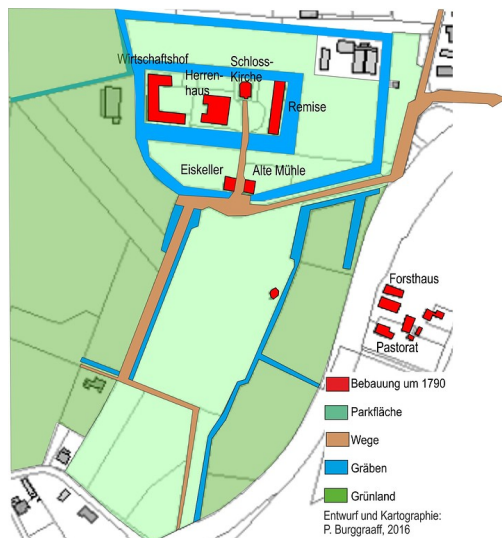 Wirtschaftshof
Schloss-
Kirche
Herren-
haus
Remise
Eiskeller
Alte Mühle
Forsthaus
Pastorat
Bebauung um 1790
Parkfläche
Wege
Gräben
Grünland
Entwurf und Kartographie:
P. Burggraaff, 2016